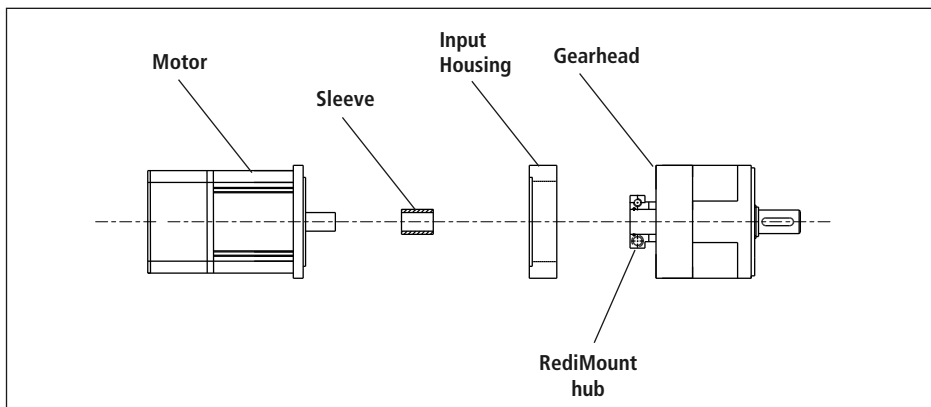 Motor
Sleeve
Input
Housing
Gearhead
RediMount
hub